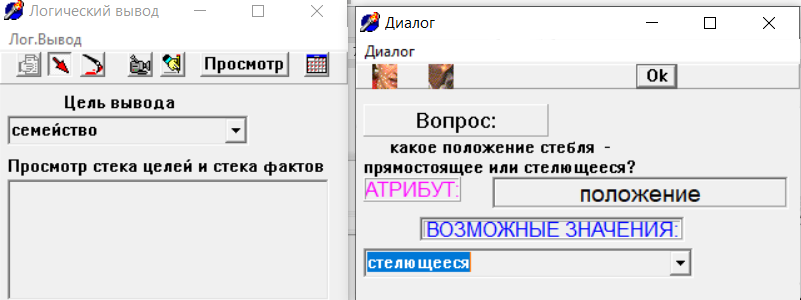 Логический вывод
Лог.Вывод
Просмотр
Цель вывода
семейство
Просмотр стека целей и стека фактов
Диалог
Диалог
Ok
Вопрос:
какое положение стебля -
прямостоящее или стелющееся?
АТРИБУТ:
положение
ВОЗМОЖНЫЕ ЗНАЧЕНИЯ:
стелющееся